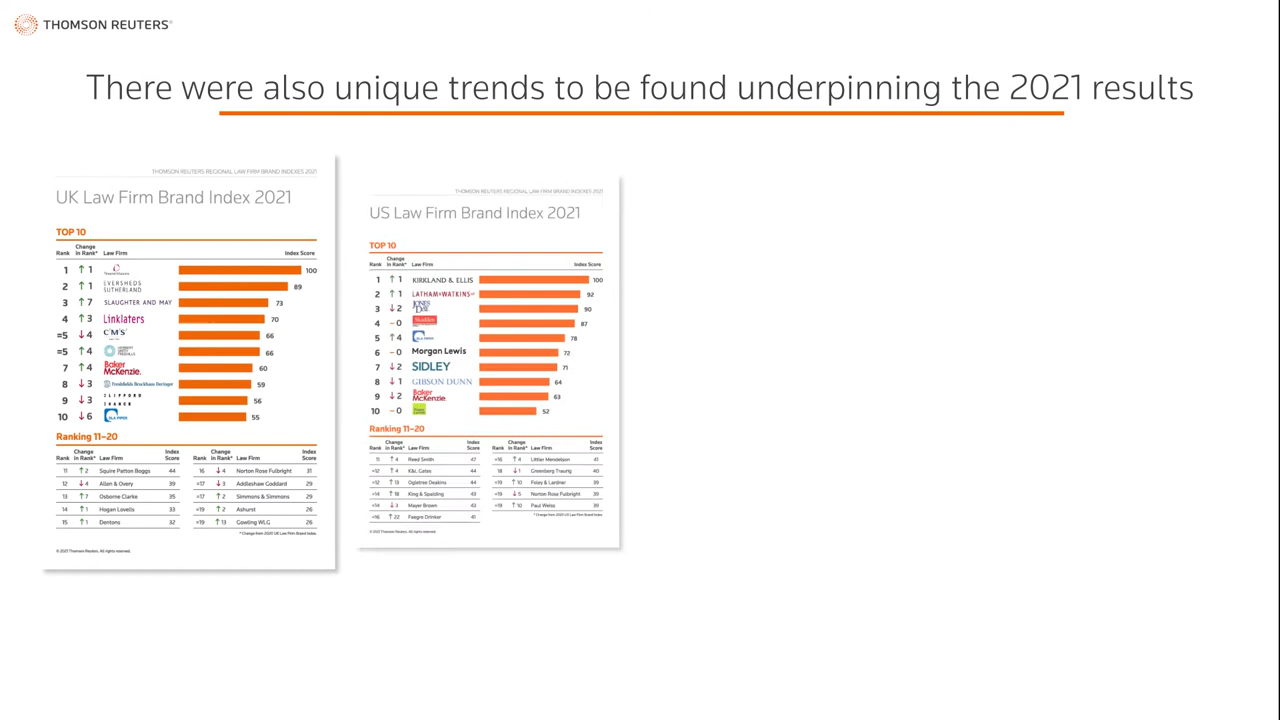 THOMSON REUTERS®
There were also unique trends to be found underpinning the 2021 results
THOMSON REUTERS REGIONAL LAW FIRM BRAND INDEXES 2021
UK Law Firm Brand Index 2021
TOP 10
Rank Change In Rank* Law Firm Index Score
1 ↑ 1 100
2 ↑ 1 EVERSHEDS SUTHERLAND 89
3 ↑ 7 SLAUGHTER AND MAY 73
4 ↑ 3 Linklaters 70
=5 ↓ 4 C'M'S' 66
=5 ↑ 4 HERBERT SMITH FREEHILLS 66
7 ↑ 4 Baker McKenzie. 60
8 ↓ 3 Freshfields Bruckhaus Deringer 59
9 ↓ 3 CLIFFORD CHANCE 56
10 ↓ 6 DLA PIPER 55
Ranking 11–20
Rank Change In Rank* Law Firm Index Score
11 ↑ 2 Squire Patton Boggs 44
12 ↓ 4 Allen & Overy 39
13 ↑ 7 Osborne Clarke 35
14 ↑ 1 Hogan Lovells 33
15 ↑ 1 Dentons 32
Rank Change In Rank* Law Firm Index Score
16 ↓ 4 Norton Rose Fulbright 31
=17 ↓ 3 Addleshaw Goddard 29
=17 ↑ 2 Simmons & Simmons 29
=19 ↑ 2 Ashurst 26
=19 ↑ 13 Gowling WLG 26
* Change from 2020 UK Law Firm Brand Index.
© 2021 Thomson Reuters. All rights reserved.
THOMSON REUTERS REGIONAL LAW FIRM BRAND INDEXES 2021
US Law Firm Brand Index 2021
TOP 10
Rank Change In Rank* Law Firm Index Score
1 ↑ 1 KIRKLAND & ELLIS 100
2 ↑ 1 LATHAM&WATKINS LLP 92
3 ↓ 2 JONES DAY 90
4 – 0 Skadden 87
5 ↑ 4 DLA PIPER 78
6 – 0 Morgan Lewis 72
7 ↓ 2 SIDLEY 71
8 ↓ 1 GIBSON DUNN 64
9 ↓ 2 Baker McKenzie. 63
10 – 0 52
Ranking 11–20
Rank Change In Rank* Law Firm Index Score
11 ↑ 4 Reed Smith 47
=12 ↑ 4 K&L Gates 44
=12 ↑ 13 Ogletree Deakins 44
=14 ↑ 18 King & Spalding 43
=14 ↓ 3 Mayer Brown 43
=16 ↑ 22 Faegre Drinker 41
Rank Change In Rank* Law Firm Index Score
=16 ↑ 4 Littler Mendelson 41
18 ↓ 1 Greenberg Traurig 40
=19 ↑ 10 Foley & Lardner 39
=19 ↓ 5 Norton Rose Fulbright 39
=19 ↑ 10 Paul Weiss 39
* Change from 2020 US Law Firm Brand Index.
© 2021 Thomson Reuters. All rights reserved.